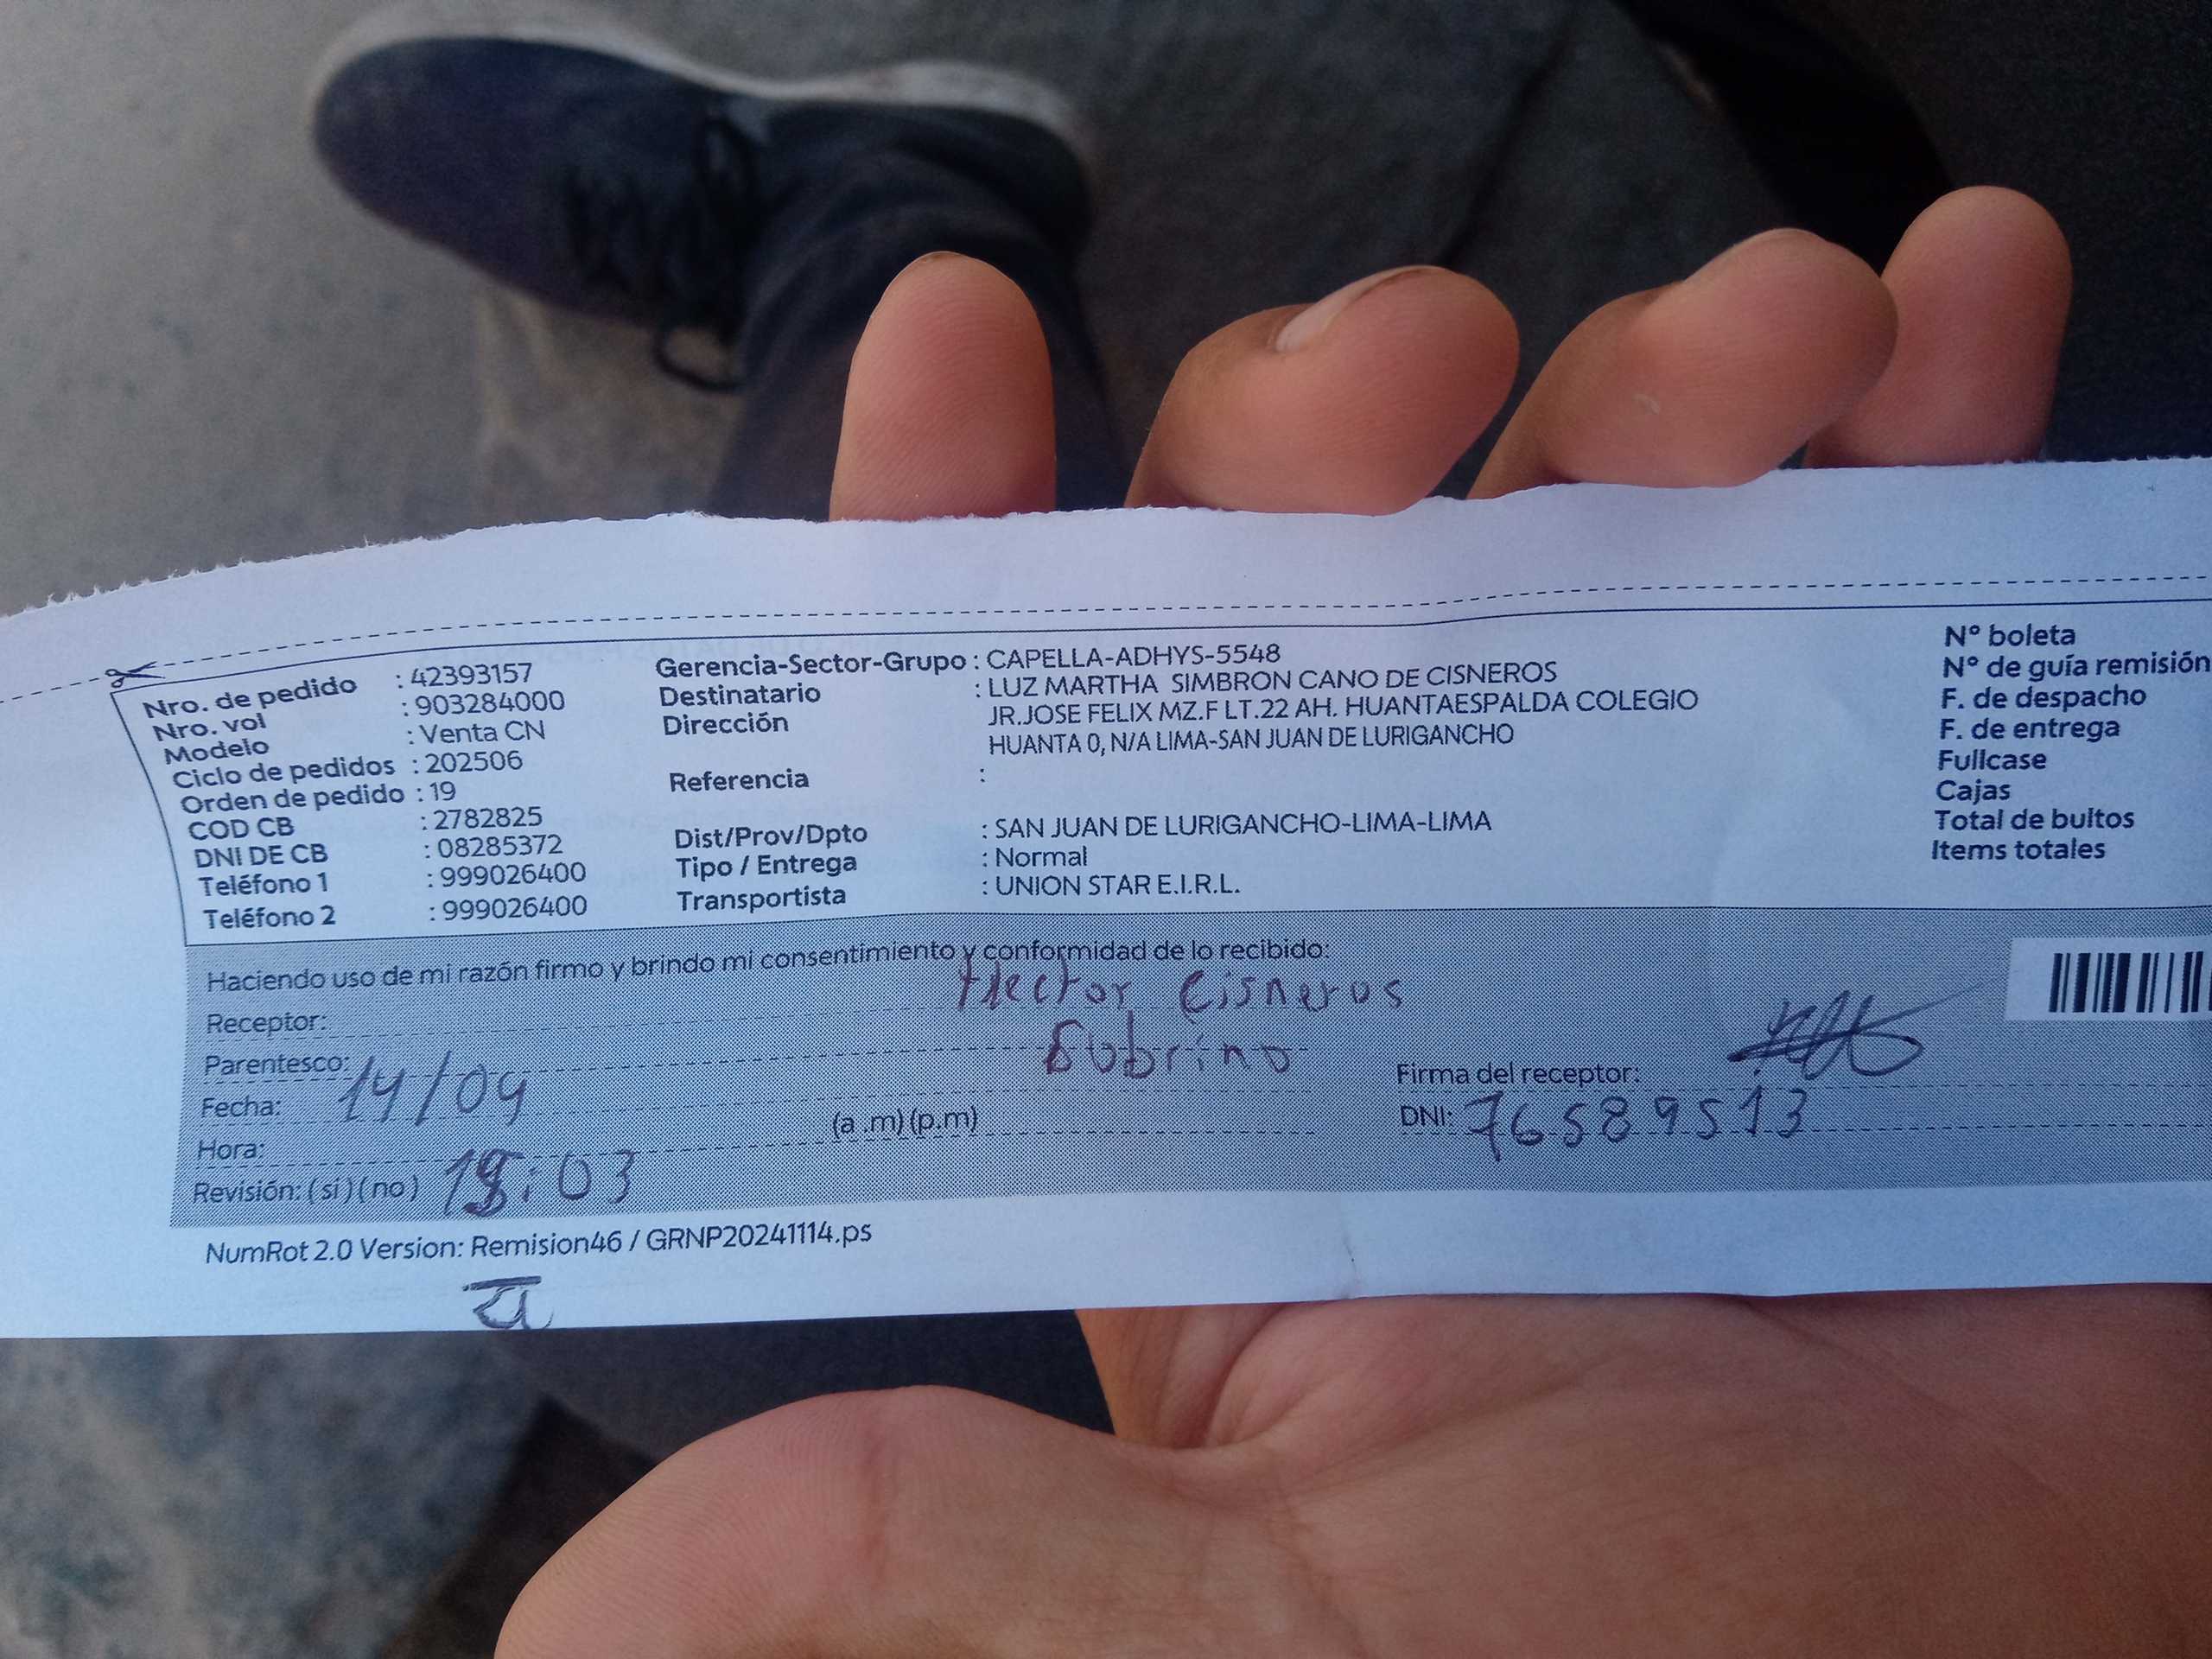 Nro. de pedido : 42393157
Nro. vol : 903284000
Modelo : Venta CN
Ciclo de pedidos : 202506
Orden de pedido : 19
COD CB : 2782825
DNI DE CB : 08285372
Teléfono 1 : 999026400
Teléfono 2 : 999026400
Gerencia-Sector-Grupo : CAPELLA-ADHYS-5548
Destinatario : LUZ MARTHA SIMBRON CANO DE CISNEROS
Dirección JR.JOSE FELIX MZ.F LT.22 AH. HUANTAESPALDA COLEGIO
HUANTA 0, N/A LIMA-SAN JUAN DE LURIGANCHO
Referencia :
Dist/Prov/Dpto : SAN JUAN DE LURIGANCHO-LIMA-LIMA
Tipo / Entrega : Normal
Transportista : UNION STAR E.I.R.L.
N° boleta
N° de guía remisión
F. de despacho
F. de entrega
Fullcase
Cajas
Total de bultos
Items totales
Haciendo uso de mi razón firmo y brindo mi consentimiento y conformidad de lo recibido:
Receptor: Hector Cisneros
Parentesco: Sobrino
Fecha: 14/04
Hora: (a .m) (p.m)
Revisión: ( si ) ( no ) :03
Firma del receptor:
DNI: 76589513
NumRot 2.0 Version: Remision46 / GRNP20241114.ps